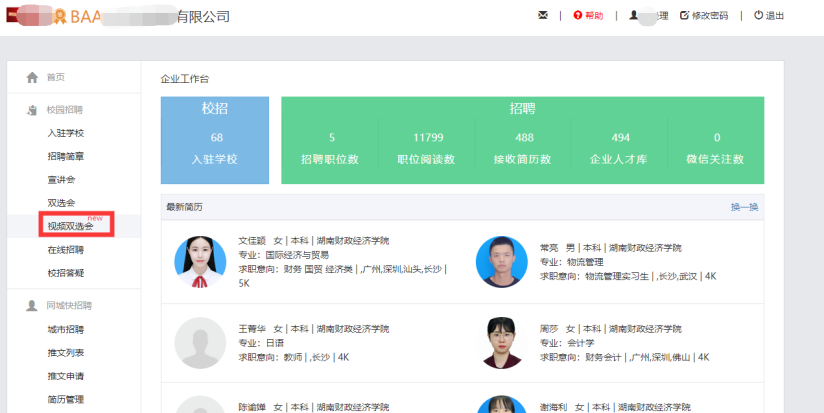 BAA 有限公司
帮助 | 理 修改密码 | 退出
首页
校园招聘
入驻学校
招聘简章
宣讲会
双选会
视频双选会 new
在线招聘
校招答疑
同城快招聘
城市招聘
推文列表
推文申请
简历管理
企业工作台
校招
68
入驻学校
招聘
5 11799 488 494 0
招聘职位数 职位阅读数 接收简历数 企业人才库 微信关注数
最新简历 换一换
文佳颖 女 | 本科 | 湖南财政经济学院
专业: 国际经济与贸易
求职意向: 财务 国贸 经济类 | ,广州,深圳,汕头,长沙 |
5K
常亮 男 | 本科 | 湖南财政经济学院
专业: 物流管理
求职意向: 物流管理实习生 | ,长沙,武汉 | 4K
王菁华 女 | 本科 | 湖南财政经济学院
专业: 日语
求职意向: 教师 | ,长沙 | 4K
周莎 女 | 本科 | 湖南财政经济学院
专业: 会计学
求职意向: 财务会计 | ,广州,深圳,佛山 | 4K
陈谕婵 女 | 本科 | 湖南财政经济学院
谢海利 女 | 本科 | 湖南财政经济学院